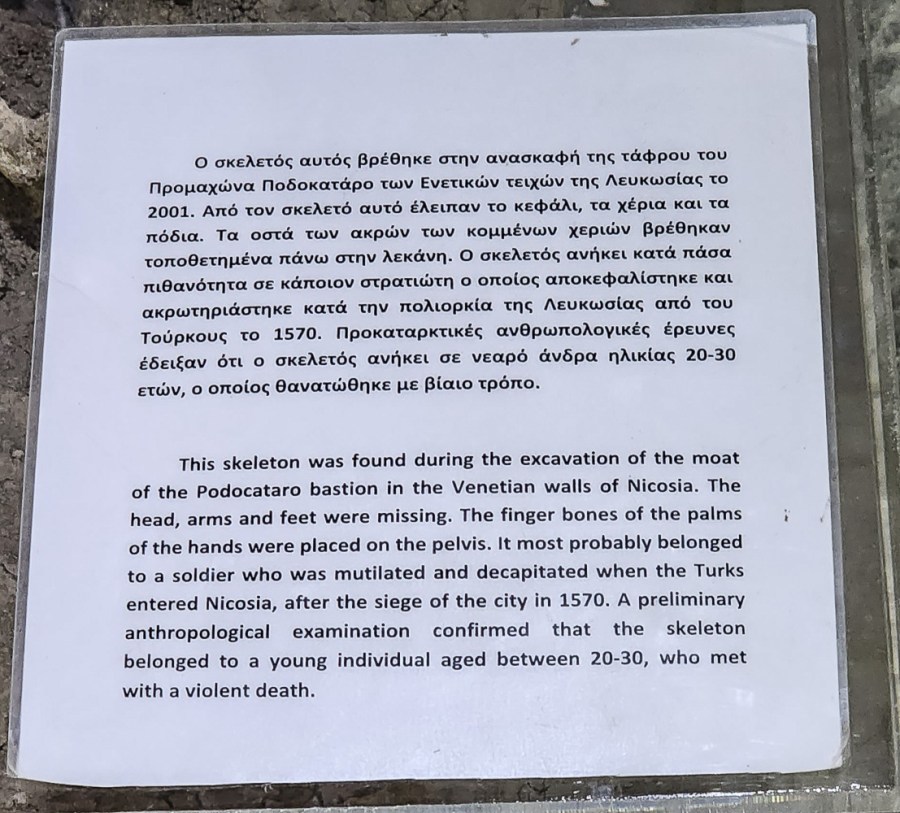 Ο σκελετός αυτός βρέθηκε στην ανασκαφή της τάφρου του
Προμαχώνα Ποδοκατάρο των Ενετικών τειχών της Λευκωσίας το
2001. Από τον σκελετό αυτό έλειπαν το κεφάλι, τα χέρια και τα
πόδια. Τα οστά των ακρών των κομμένων χεριών βρέθηκαν
τοποθετημένα πάνω στην λεκάνη. Ο σκελετός ανήκει κατά πάσα
πιθανότητα σε κάποιον στρατιώτη ο οποίος αποκεφαλίστηκε και
ακρωτηριάστηκε κατά την πολιορκία της Λευκωσίας από του
Τούρκους το 1570. Προκαταρκτικές ανθρωπολογικές έρευνες
έδειξαν ότι ο σκελετός ανήκει σε νεαρό άνδρα ηλικίας 20-30
ετών, ο οποίος θανατώθηκε με βίαιο τρόπο.
This skeleton was found during the excavation of the moat
of the Podocataro bastion in the Venetian walls of Nicosia. The
head, arms and feet were missing. The finger bones of the palms
of the hands were placed on the pelvis. It most probably belonged
to a soldier who was mutilated and decapitated when the Turks
entered Nicosia, after the siege of the city in 1570. A preliminary
anthropological examination confirmed that the skeleton
belonged to a young individual aged between 20-30, who met
with a violent death.